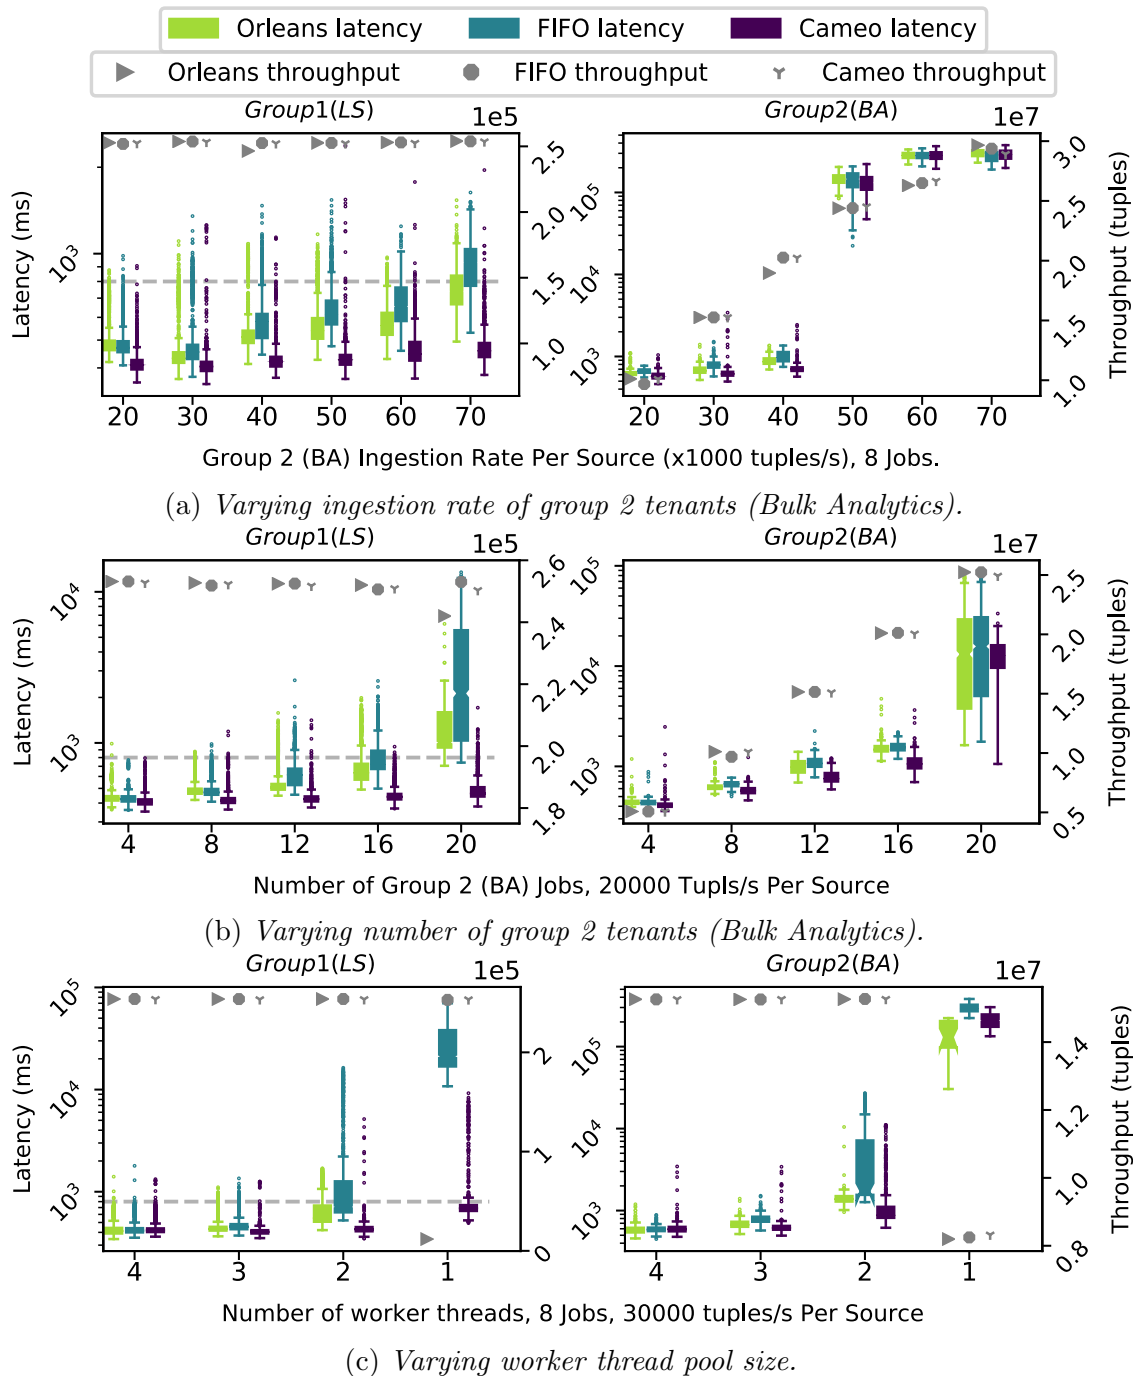 Orleans latency FIFO latency Cameo latency
Orleans throughput FIFO throughput Cameo throughput
Group1(LS) 1e5 Group2(BA) 1e7
Latency (ms)
10³
2.5
2.0
1.5
1.0
20 30 40 50 60 70
10⁵
10⁴
10³
3.0
2.5
2.0
1.5
1.0
20 30 40 50 60 70
Throughput (tuples)
Group 2 (BA) Ingestion Rate Per Source (x1000 tuples/s), 8 Jobs.
(a) Varying ingestion rate of group 2 tenants (Bulk Analytics).
Group1(LS) 1e5 Group2(BA) 1e7
Latency (ms)
10⁴
10³
2.6
2.4
2.2
2.0
1.8
4 8 12 16 20
10⁵
10⁴
10³
2.5
2.0
1.5
1.0
0.5
4 8 12 16 20
Throughput (tuples)
Number of Group 2 (BA) Jobs, 20000 Tupls/s Per Source
(b) Varying number of group 2 tenants (Bulk Analytics).
Group1(LS) 1e5 Group2(BA) 1e7
Latency (ms)
10⁵
10⁴
10³
2
1
0
4 3 2 1
10⁵
10⁴
10³
1.4
1.2
1.0
0.8
4 3 2 1
Throughput (tuples)
Number of worker threads, 8 Jobs, 30000 tuples/s Per Source
(c) Varying worker thread pool size.